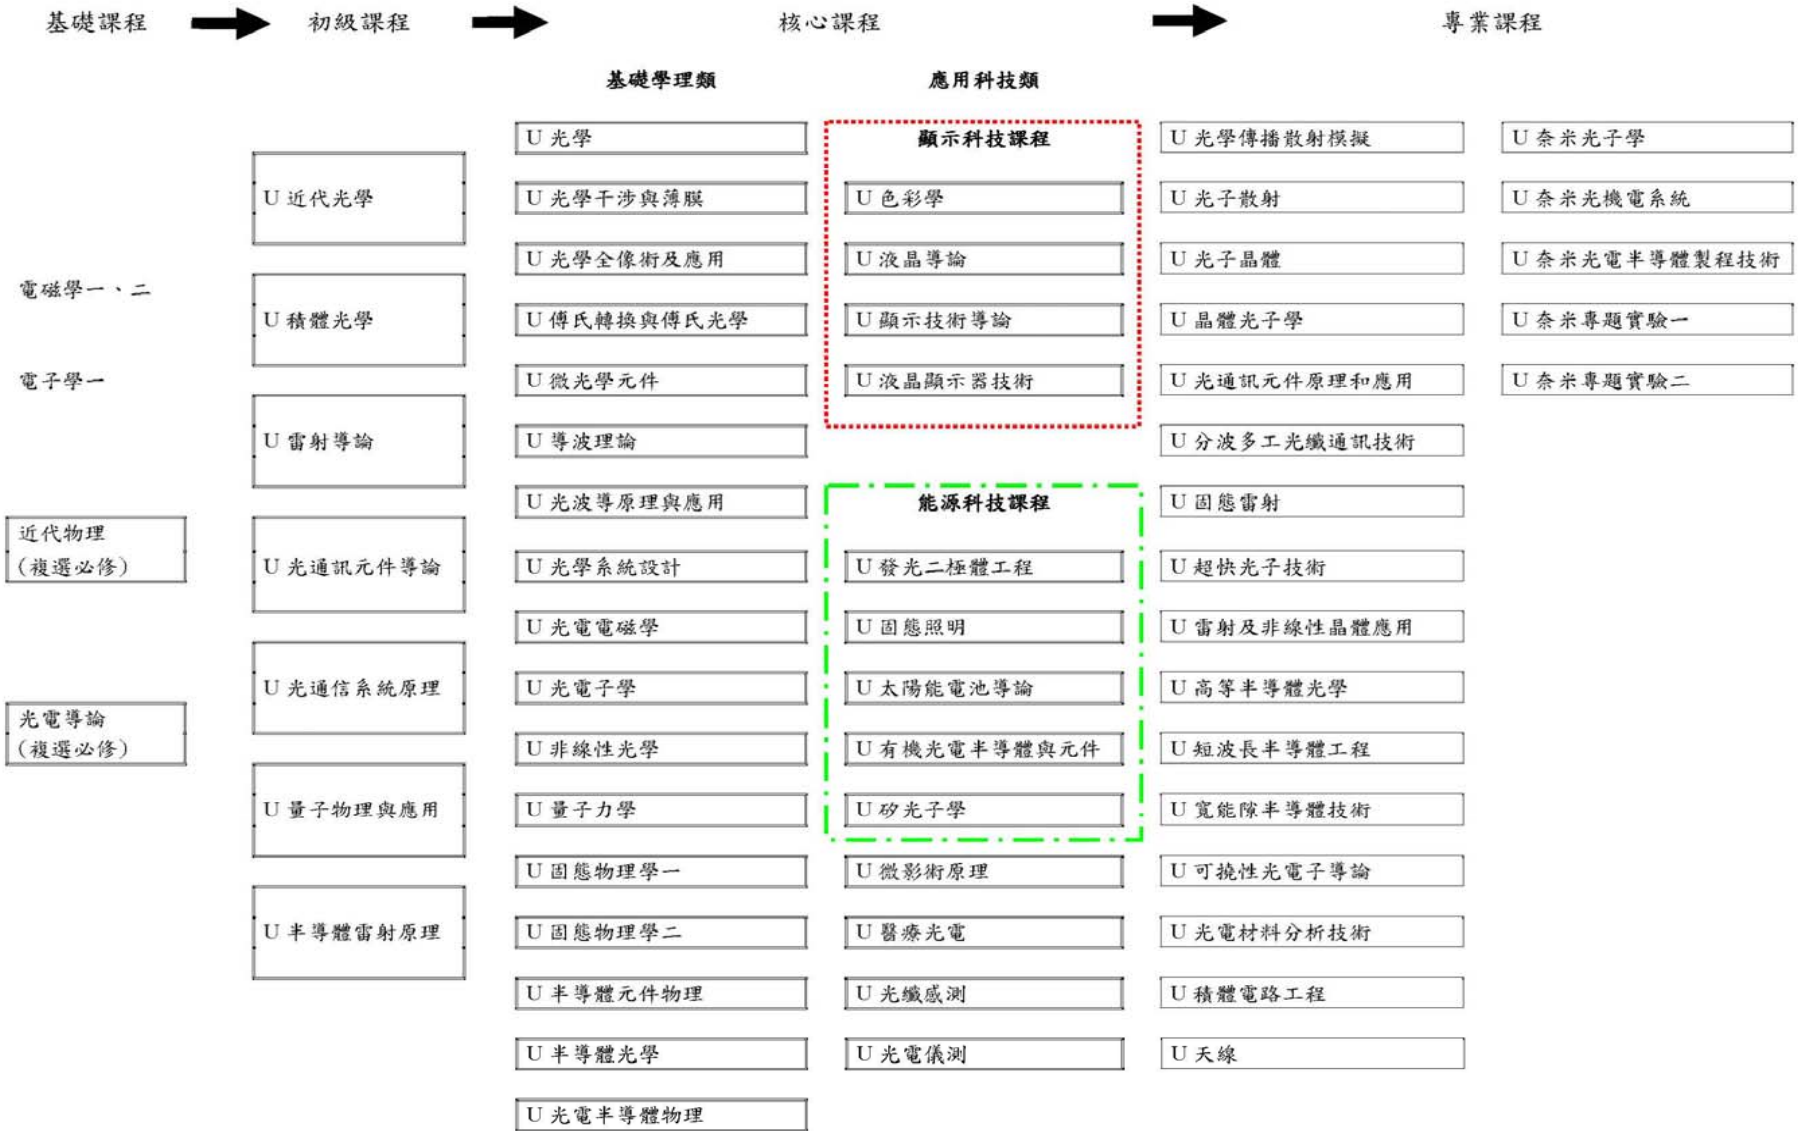 基礎課程
初級課程
核心課程
專業課程
基礎學理類
應用科技類
電磁學一、二
電子學一
近代物理
(複選必修)
光電導論
(複選必修)
U 近代光學
U 積體光學
U 雷射導論
U 光通訊元件導論
U 光通信系統原理
U 量子物理與應用
U 半導體雷射原理
U 光學
U 光學干涉與薄膜
U 光學全像術及應用
U 傅氏轉換與傅氏光學
U 微光學元件
U 導波理論
U 光波導原理與應用
U 光學系統設計
U 光電電磁學
U 光電子學
U 非線性光學
U 量子力學
U 固態物理學一
U 固態物理學二
U 半導體元件物理
U 半導體光學
U 光電半導體物理
顯示科技課程
U 色彩學
U 液晶導論
U 顯示技術導論
U 液晶顯示器技術
能源科技課程
U 發光二極體工程
U 固態照明
U 太陽能電池導論
U 有機光電半導體與元件
U 矽光子學
U 微影術原理
U 醫療光電
U 光纖感測
U 光電儀測
U 光學傳播散射模擬
U 光子散射
U 光子晶體
U 晶體光子學
U 光通訊元件原理和應用
U 分波多工光纖通訊技術
U 固態雷射
U 超快光子技術
U 雷射及非線性晶體應用
U 高等半導體光學
U 短波長半導體工程
U 寬能隙半導體技術
U 可撓性光電子導論
U 光電材料分析技術
U 積體電路工程
U 天線
U 奈米光子學
U 奈米光機電系統
U 奈米光電半導體製程技術
U 奈米專題實驗一
U 奈米專題實驗二